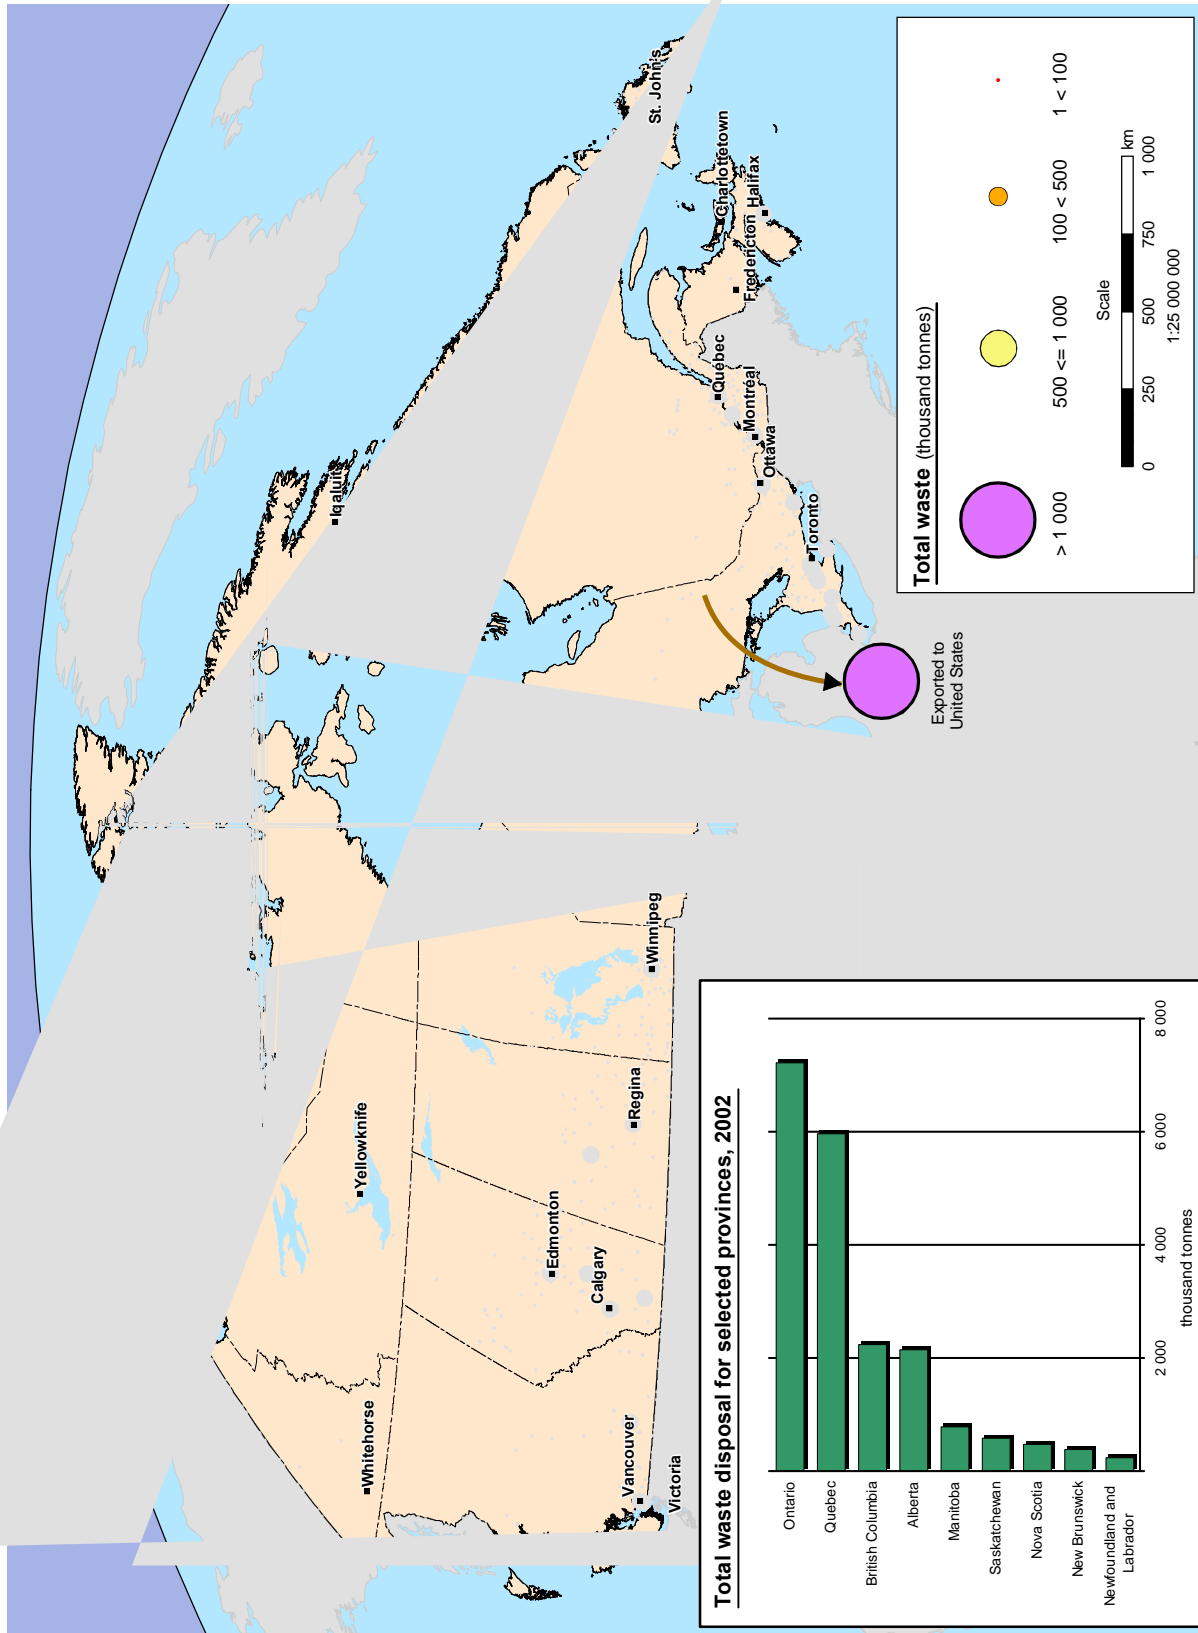 St. John's
Charlottetown
Halifax
Fredericton
Québec
Montréal
Ottawa
Toronto
Iqaluit
Winnipeg
Regina
Yellowknife
Edmonton
Calgary
Whitehorse
Vancouver
Victoria
Exported to
United States
Total waste (thousand tonnes)
> 1 000
500 <= 1 000
100 < 500
1 < 100
Scale
0
250
500
750
1 000
km
1:25 000 000
Total waste disposal for selected provinces, 2002
Ontario
Quebec
British Columbia
Alberta
Manitoba
Saskatchewan
Nova Scotia
New Brunswick
Newfoundland and
Labrador
2 000
4 000
6 000
8 000
thousand tonnes